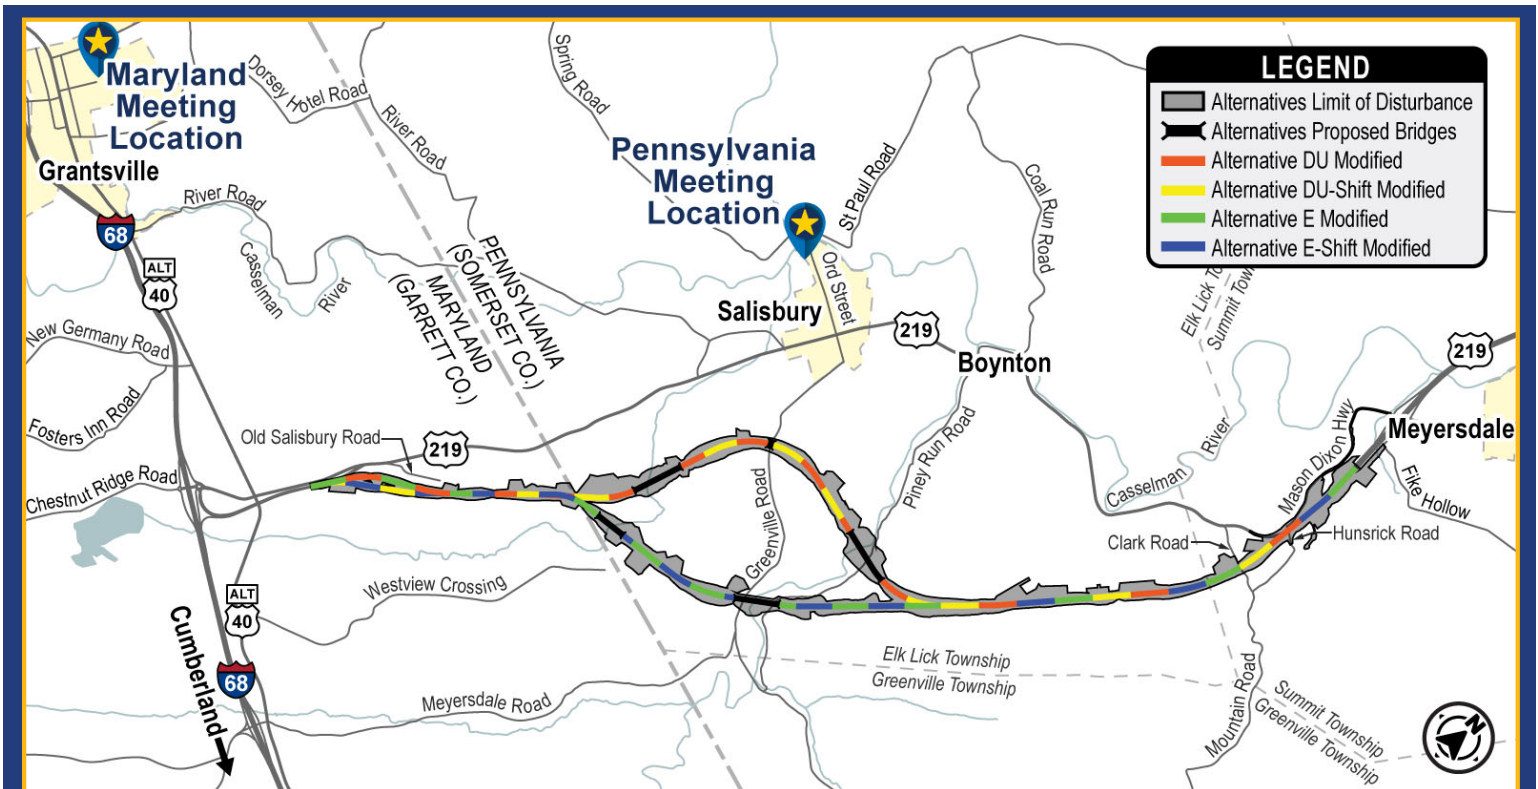 Maryland
Meeting
Location
Grantsville
68
ALT
40
Dorsey Hotel Road
River Road
River Road
Casselman
River
New Germany Road
Fosters Inn Road
Chestnut Ridge Road
Old Salisbury Road
219
PENNSYLVANIA
(SOMERSET CO.)
MARYLAND
(GARRETT CO.)
Spring Road
Pennsylvania
Meeting
Location
St Paul Road
Ord Street
Salisbury
219
Boynton
Coal Run Road
Piney Run Road
Greenville Road
LEGEND
Alternatives Limit of Disturbance
Alternatives Proposed Bridges
Alternative DU Modified
Alternative DU-Shift Modified
Alternative E Modified
Alternative E-Shift Modified
Elk Lick To
Summit Town
219
Meyersdale
Mason Dixon Hwy
Casselman
River
Fike Hollow
Clark Road
Hunsrick Road
Westview Crossing
ALT
40
Cumberland
68
Meyersdale Road
Elk Lick Township
Greenville Township
Mountain Road
Summit Township
Greenville Township
N